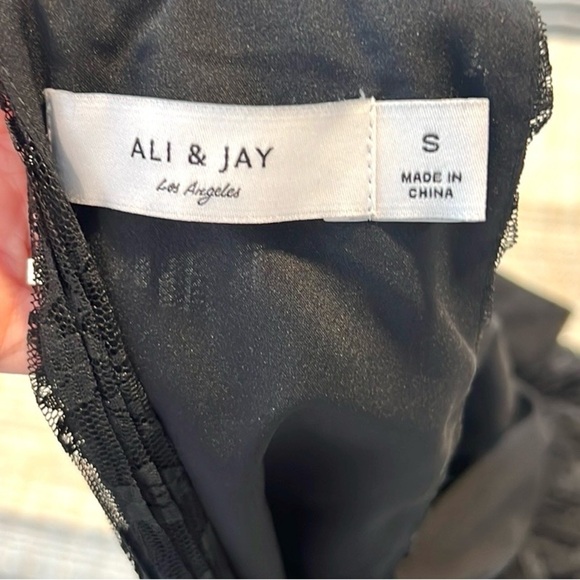 ALI & JAY
Los Angeles
S
MADE IN
CHINA